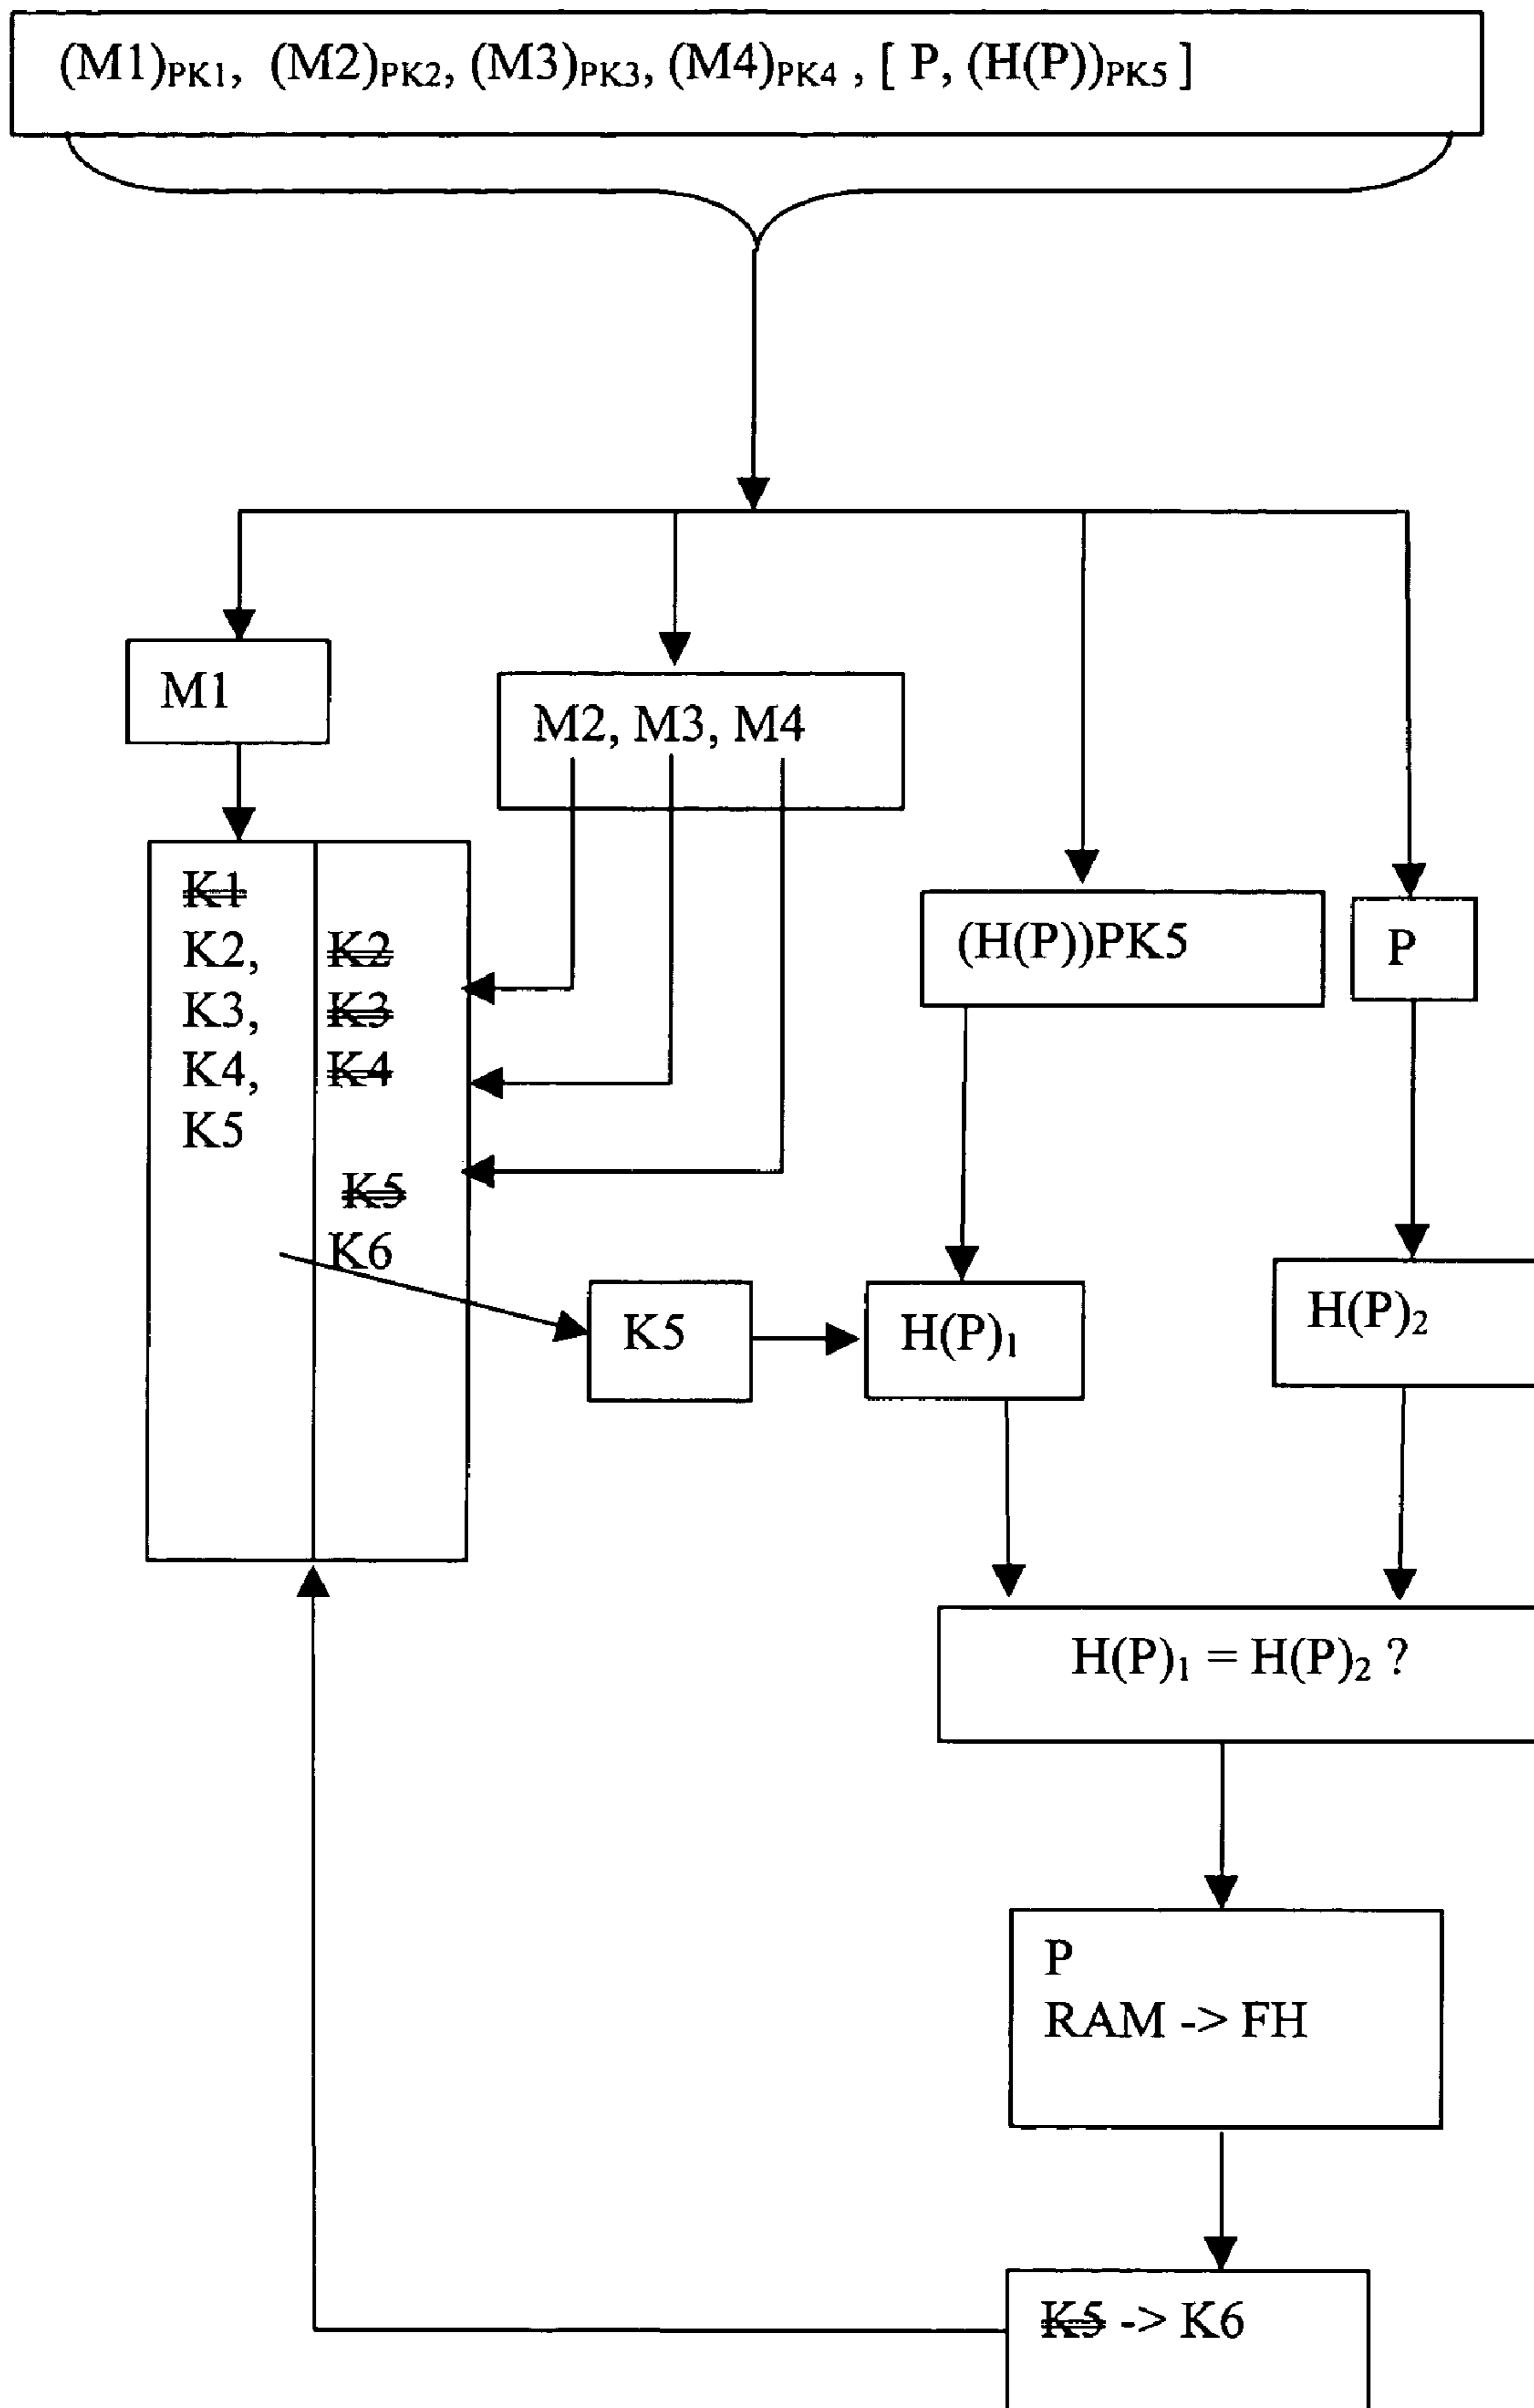 (M1)PK1, (M2)PK2, (M3)PK3, (M4)PK4 , [ P, (H(P))PK5 ]
M1
M2, M3, M4
K1
K2, K2
K3, K3
K4, K4
K5
K5
K6
(H(P))PK5
P
K5
H(P)1
H(P)2
H(P)1 = H(P)2 ?
P
RAM -> FH
K5 -> K6